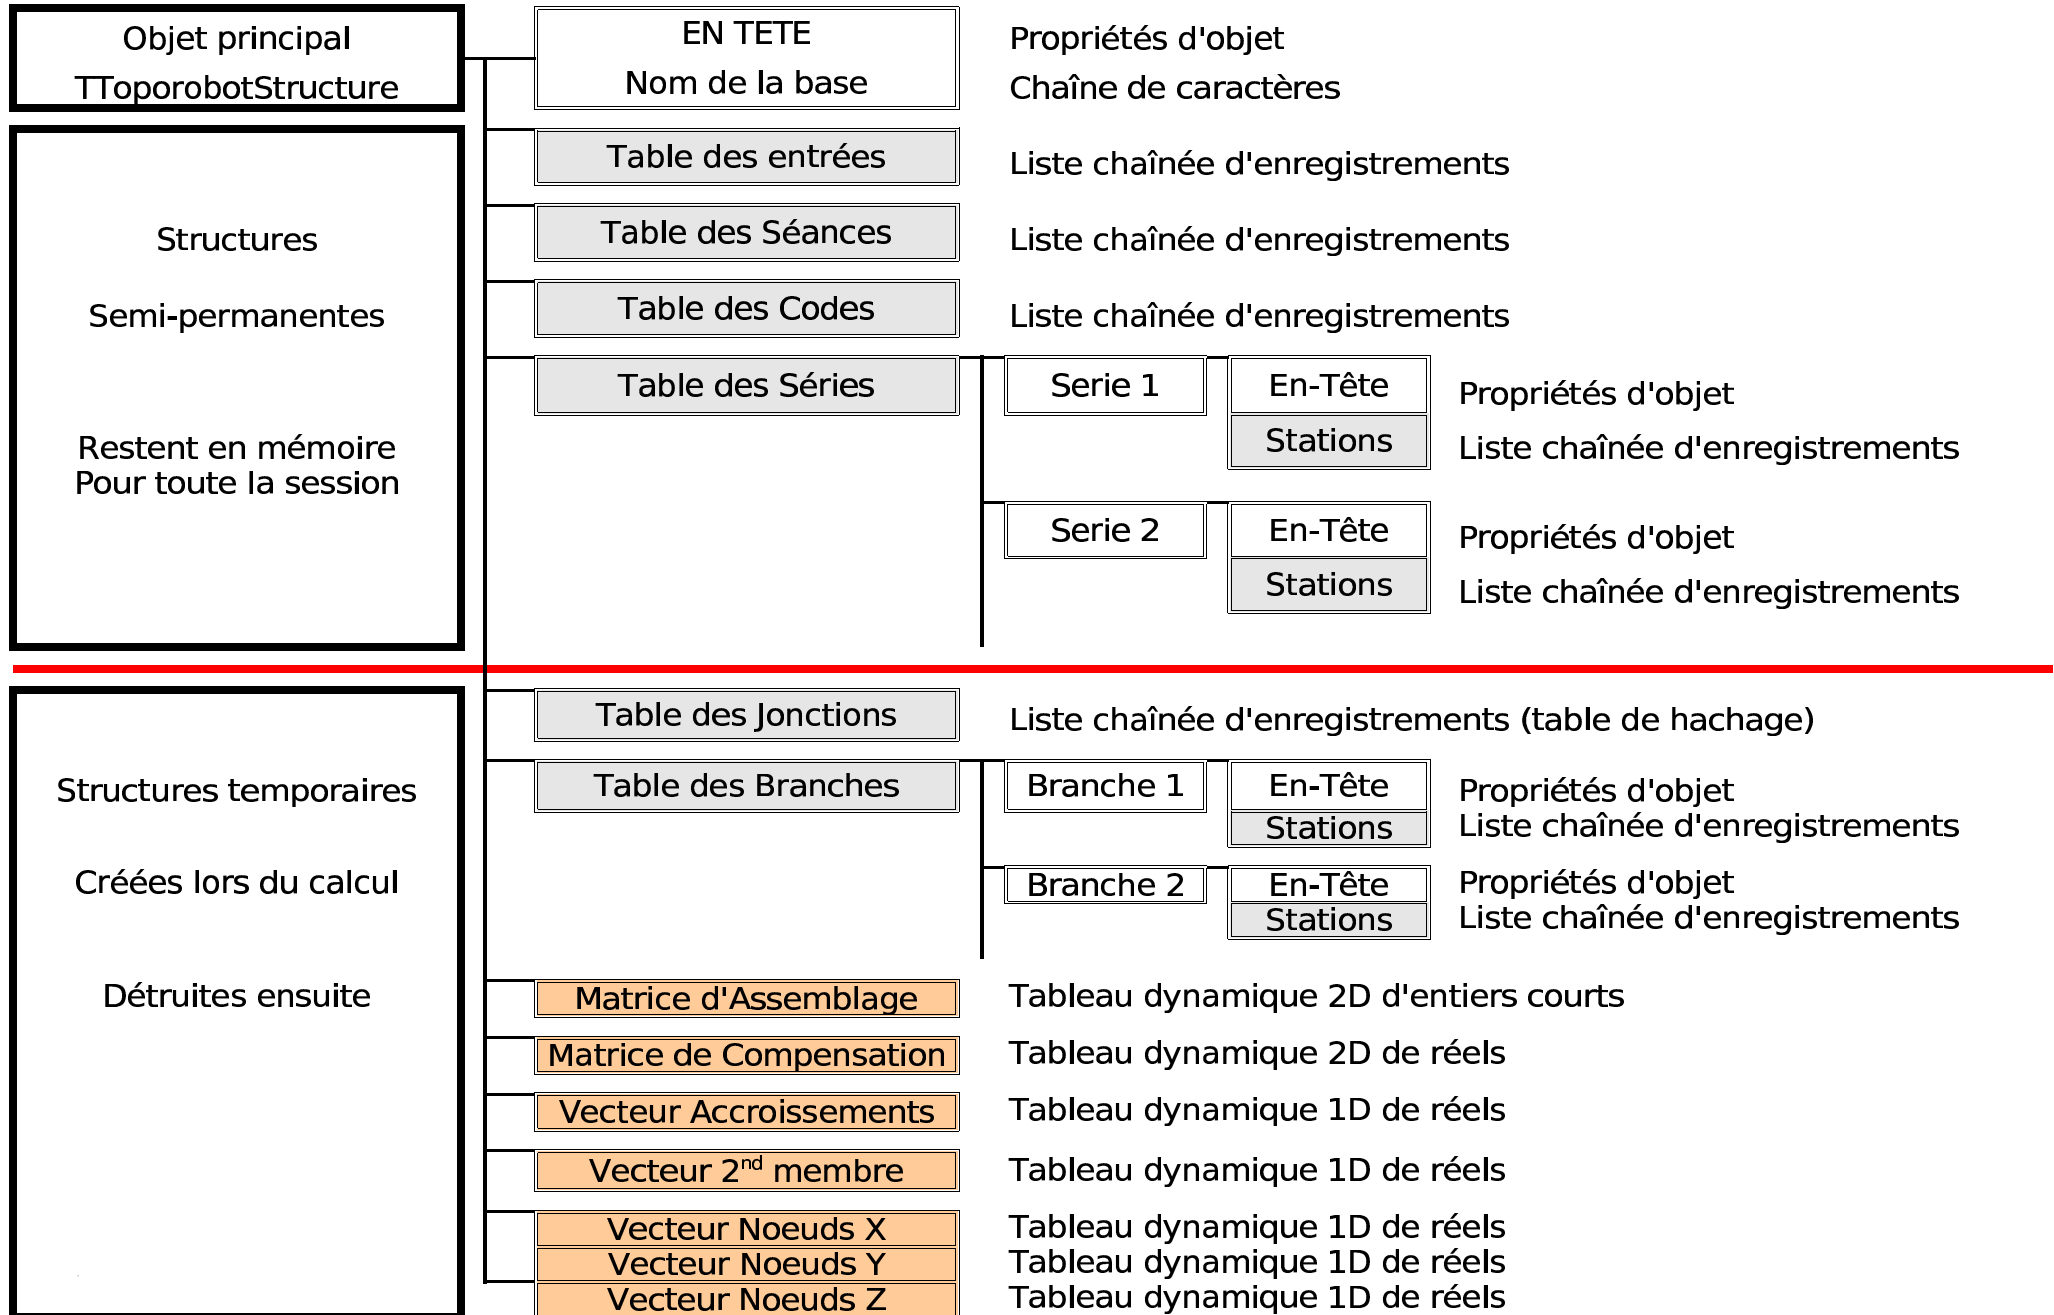 Objet principal
TToporobotStructure
EN TETE
Nom de la base
Propriétés d'objet
Chaîne de caractères
Structures
Semi-permanentes
Restent en mémoire
Pour toute la session
Table des entrées
Liste chaînée d'enregistrements
Table des Séances
Liste chaînée d'enregistrements
Table des Codes
Liste chaînée d'enregistrements
Table des Séries
Serie 1
En-Tête
Propriétés d'objet
Stations
Liste chaînée d'enregistrements
Serie 2
En-Tête
Propriétés d'objet
Stations
Liste chaînée d'enregistrements
Structures temporaires
Créées lors du calcul
Détruites ensuite
Table des Jonctions
Liste chaînée d'enregistrements (table de hachage)
Table des Branches
Branche 1
En-Tête
Propriétés d'objet
Stations
Liste chaînée d'enregistrements
Branche 2
En-Tête
Propriétés d'objet
Stations
Liste chaînée d'enregistrements
Matrice d'Assemblage
Tableau dynamique 2D d'entiers courts
Matrice de Compensation
Tableau dynamique 2D de réels
Vecteur Accroissements
Tableau dynamique 1D de réels
Vecteur 2nd membre
Tableau dynamique 1D de réels
Vecteur Noeuds X
Tableau dynamique 1D de réels
Vecteur Noeuds Y
Tableau dynamique 1D de réels
Vecteur Noeuds Z
Tableau dynamique 1D de réels